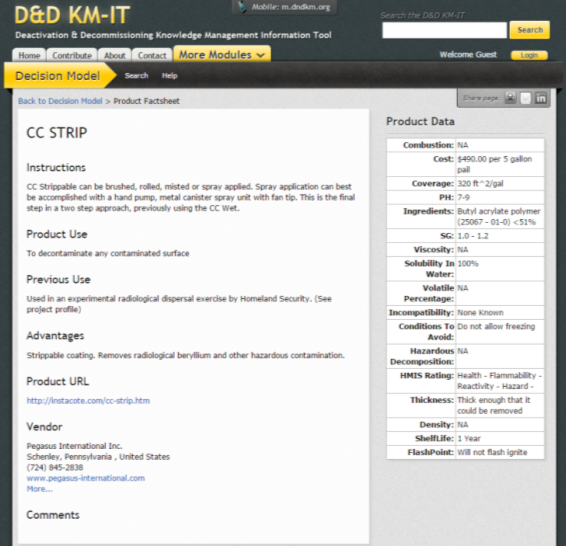 D&D KM-IT
Mobile: m.dndkm.org
Search the D&D KM-IT
Deactivation & Decommissioning Knowledge Management Information Tool
Search
Home Contribute About Contact More Modules
Welcome Guest Login
Decision Model Search Help
Back to Decision Model > Product Factsheet
Share page:
CC STRIP
Instructions
CC Strippable can be brushed, rolled, misted or spray applied. Spray application can best
be accomplished with a hand pump, metal canister spray unit with fan tip. This is the final
step in a two step approach, previously using the CC Wet.
Product Use
To decontaminate any contaminated surface
Previous Use
Used in an experimental radiological dispersal exercise by Homeland Security. (See
project profile)
Advantages
Strippable coating. Removes radiological beryllium and other hazardous contamination.
Product URL
http://instacote.com/cc-strip.htm
Vendor
Pegasus International Inc.
Schenley, Pennsylvania , United States
(724) 845-2838
www.pegasus-international.com
More...
Comments
Product Data
Combustion: NA
Cost: $490.00 per 5 gallon
pail
Coverage: 320 ft^2/gal
PH: 7-9
Ingredients: Butyl acrylate polymer
(25067 - 01-0) <51%
SG: 1.0 - 1.2
Viscosity: NA
Solubility In 100%
Water:
Volatile NA
Percentage:
Incompatibility: None Known
Conditions To Do not allow freezing
Avoid:
Hazardous NA
Decomposition:
HMIS Rating: Health - Flammability -
Reactivity - Hazard -
Thickness: Thick enough that it
could be removed
Density: NA
ShelfLife: 1 Year
FlashPoint: Will not flash ignite